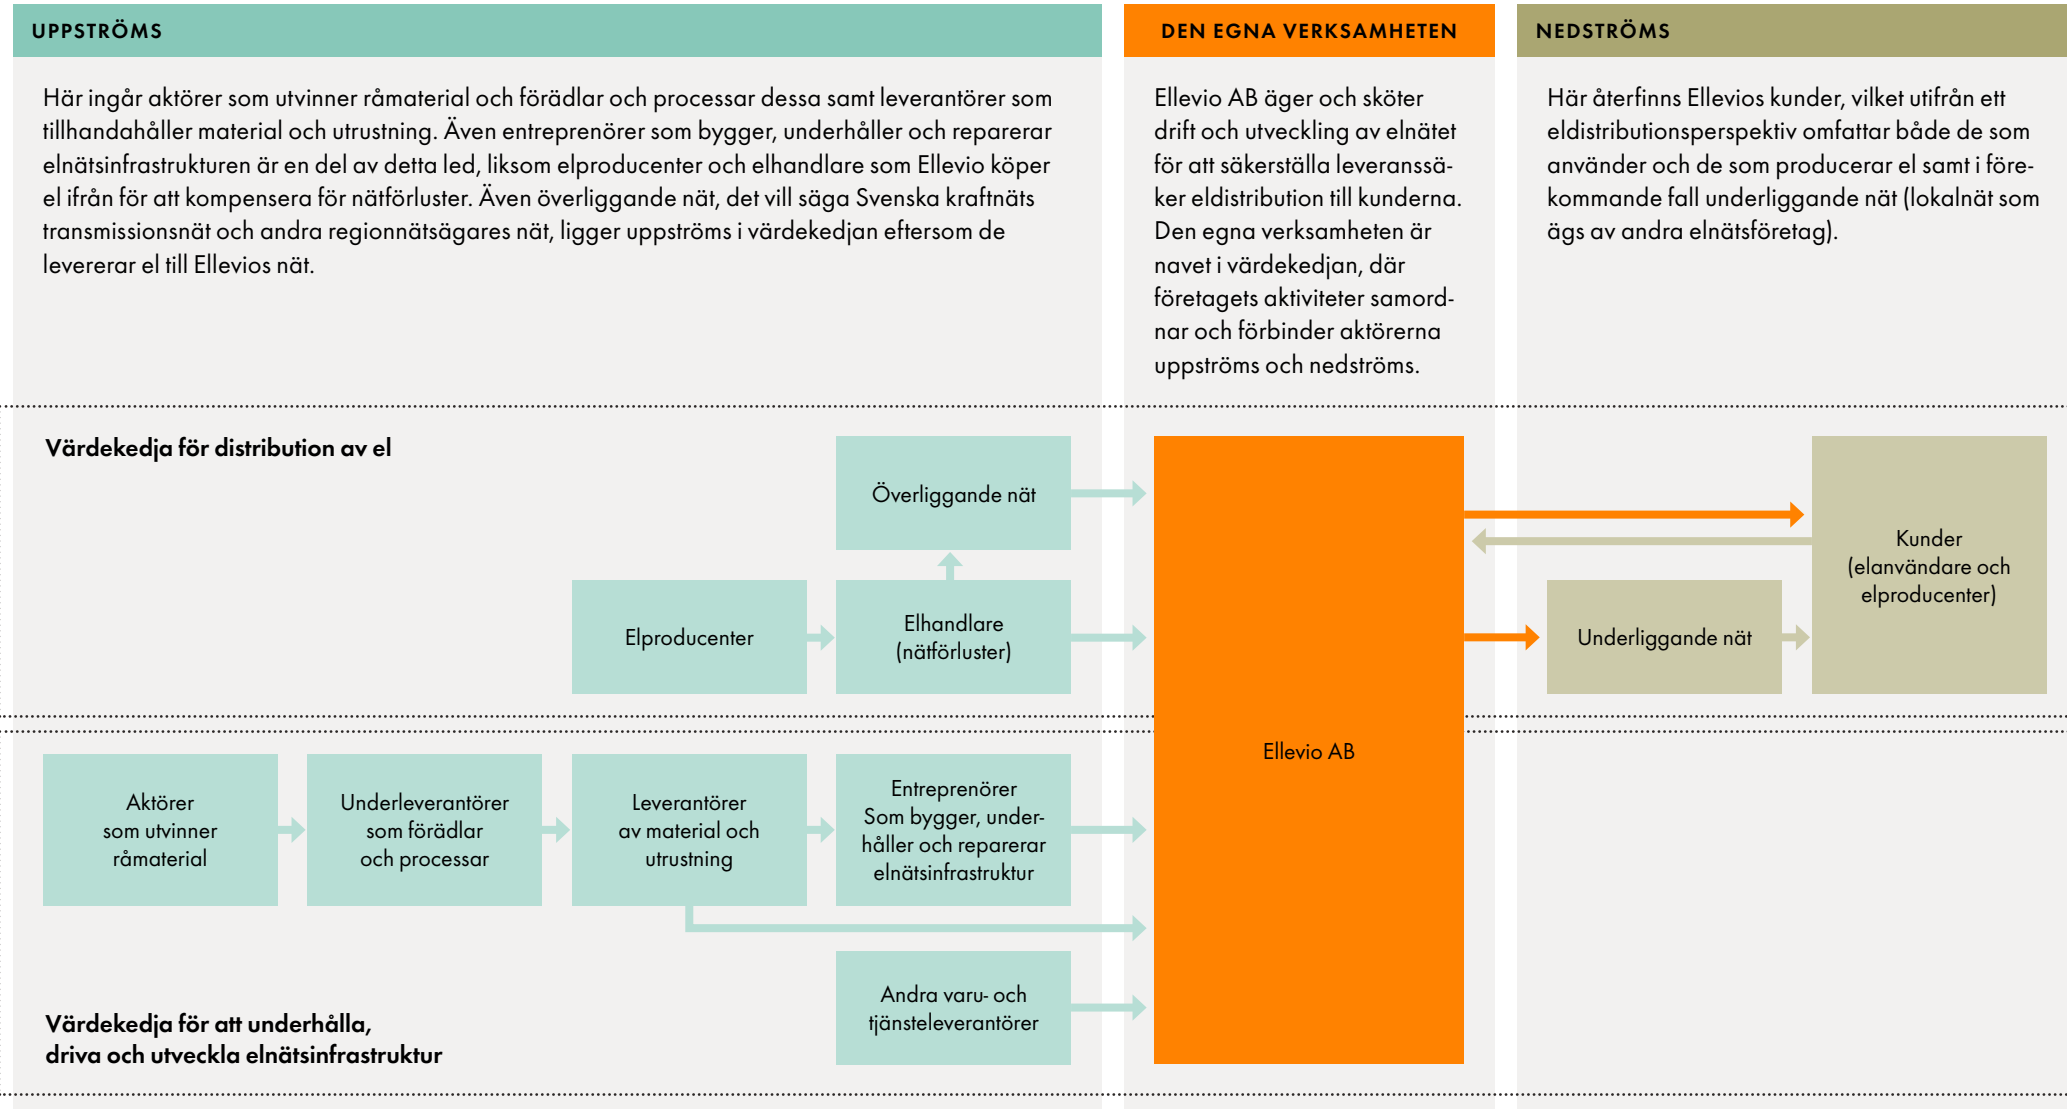 UPPSTRÖMS
Här ingår aktörer som utvinner råmaterial och förädlar och processar dessa samt leverantörer som
tillhandahåller material och utrustning. Även entreprenörer som bygger, underhåller och reparerar
elnätsinfrastrukturen är en del av detta led, liksom elproducenter och elhandlare som Ellevio köper
el ifrån för att kompensera för nätförluster. Även överliggande nät, det vill säga Svenska kraftnäts
transmissionsnät och andra regionnätsägares nät, ligger uppströms i värdekedjan eftersom de
levererar el till Ellevios nät.
DEN EGNA VERKSAMHETEN
Ellevio AB äger och sköter
drift och utveckling av elnätet
för att säkerställa leveranssä-
ker eldistribution till kunderna.
Den egna verksamheten är
navet i värdekedjan, där
företagets aktiviteter samord-
nar och förbinder aktörerna
uppströms och nedströms.
NEDSTRÖMS
Här återfinns Ellevios kunder, vilket utifrån ett
eldistributionsperspektiv omfattar både de som
använder och de som producerar el samt i före-
kommande fall underliggande nät (lokalnät som
ägs av andra elnätsföretag).
Värdekedja för distribution av el
Överliggande nät
Elproducenter
Elhandlare
(nätförluster)
Kunder
(elanvändare och
elproducenter)
Underliggande nät
Ellevio AB
Aktörer
som utvinner
råmaterial
Underleverantörer
som förädlar
och processar
Leverantörer
av material och
utrustning
Entreprenörer
Som bygger, under-
håller och reparerar
elnätsinfrastruktur
Andra varu- och
tjänsteleverantörer
Värdekedja för att underhålla,
driva och utveckla elnätsinfrastruktur